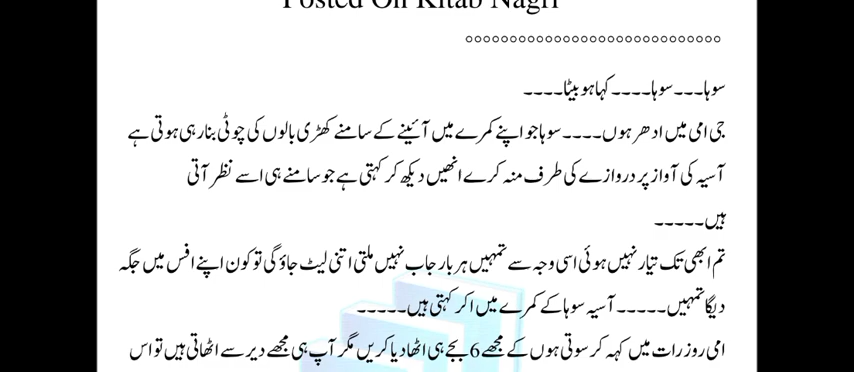 Posted On Kitab Nagri
سوہا۔۔۔سوہا۔۔۔۔کہاہو بیٹا۔۔۔۔
جی امی میں ادھر ہوں۔۔۔۔سوہا جو اپنے کمرے میں آئینے کے سامنے کھڑی بالوں کی چوٹی بنا رہی ہوتی ہے
آسیہ کی آواز پر دروازے کی طرف منہ کرے انھیں دیکھ کر کہتی ہے جو سامنے ہی اسے نظر آتی
ہیں۔۔۔۔۔
تم ابھی تک تیار نہیں ہوئی اسی وجہ سے تمہیں ہر بار جاب نہیں ملتی اتنی لیٹ جاؤ گی تو کون اپنے افس میں جگہ
دیگا تمہیں۔۔۔۔۔آسیہ سوہا کے کمرے میں اکر کہتی ہیں۔۔۔۔۔
امی روز رات میں کہہ کر سوتی ہوں کے مجھے 6 بجے ہی اٹھا دیا کریں مگر آپ ہی مجھے دیر سے اٹھاتی ہیں تو اس